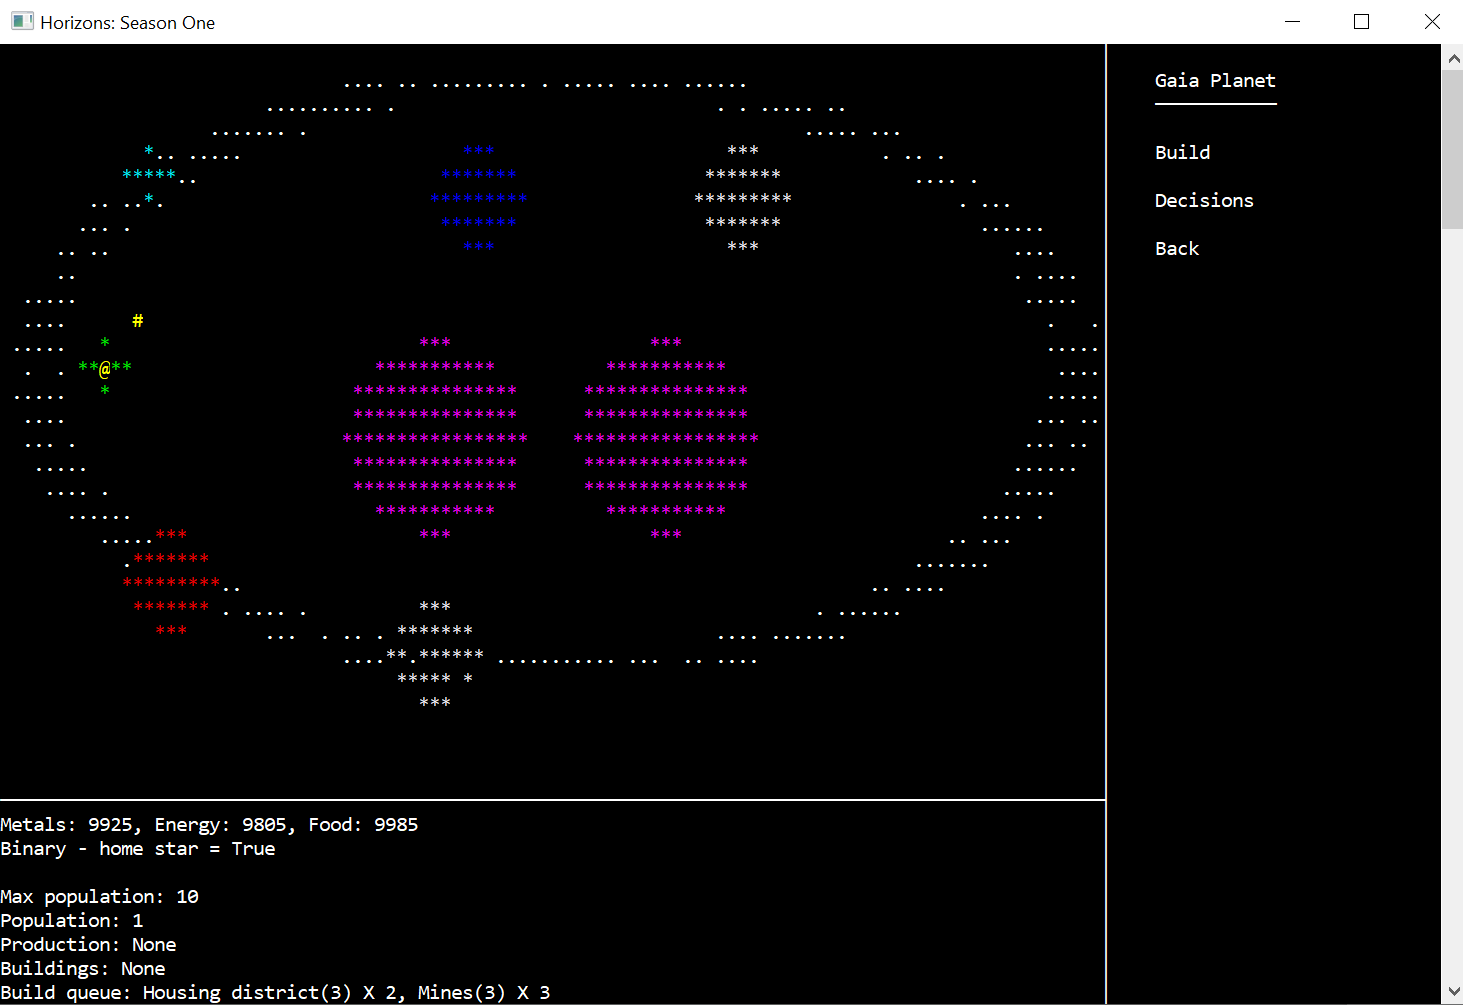 Horizons: Season One
Gaia Planet
Build
Decisions
Back
Metals: 9925, Energy: 9805, Food: 9985
Binary - home star = True
Max population: 10
Population: 1
Production: None
Buildings: None
Build queue: Housing district(3) X 2, Mines(3) X 3